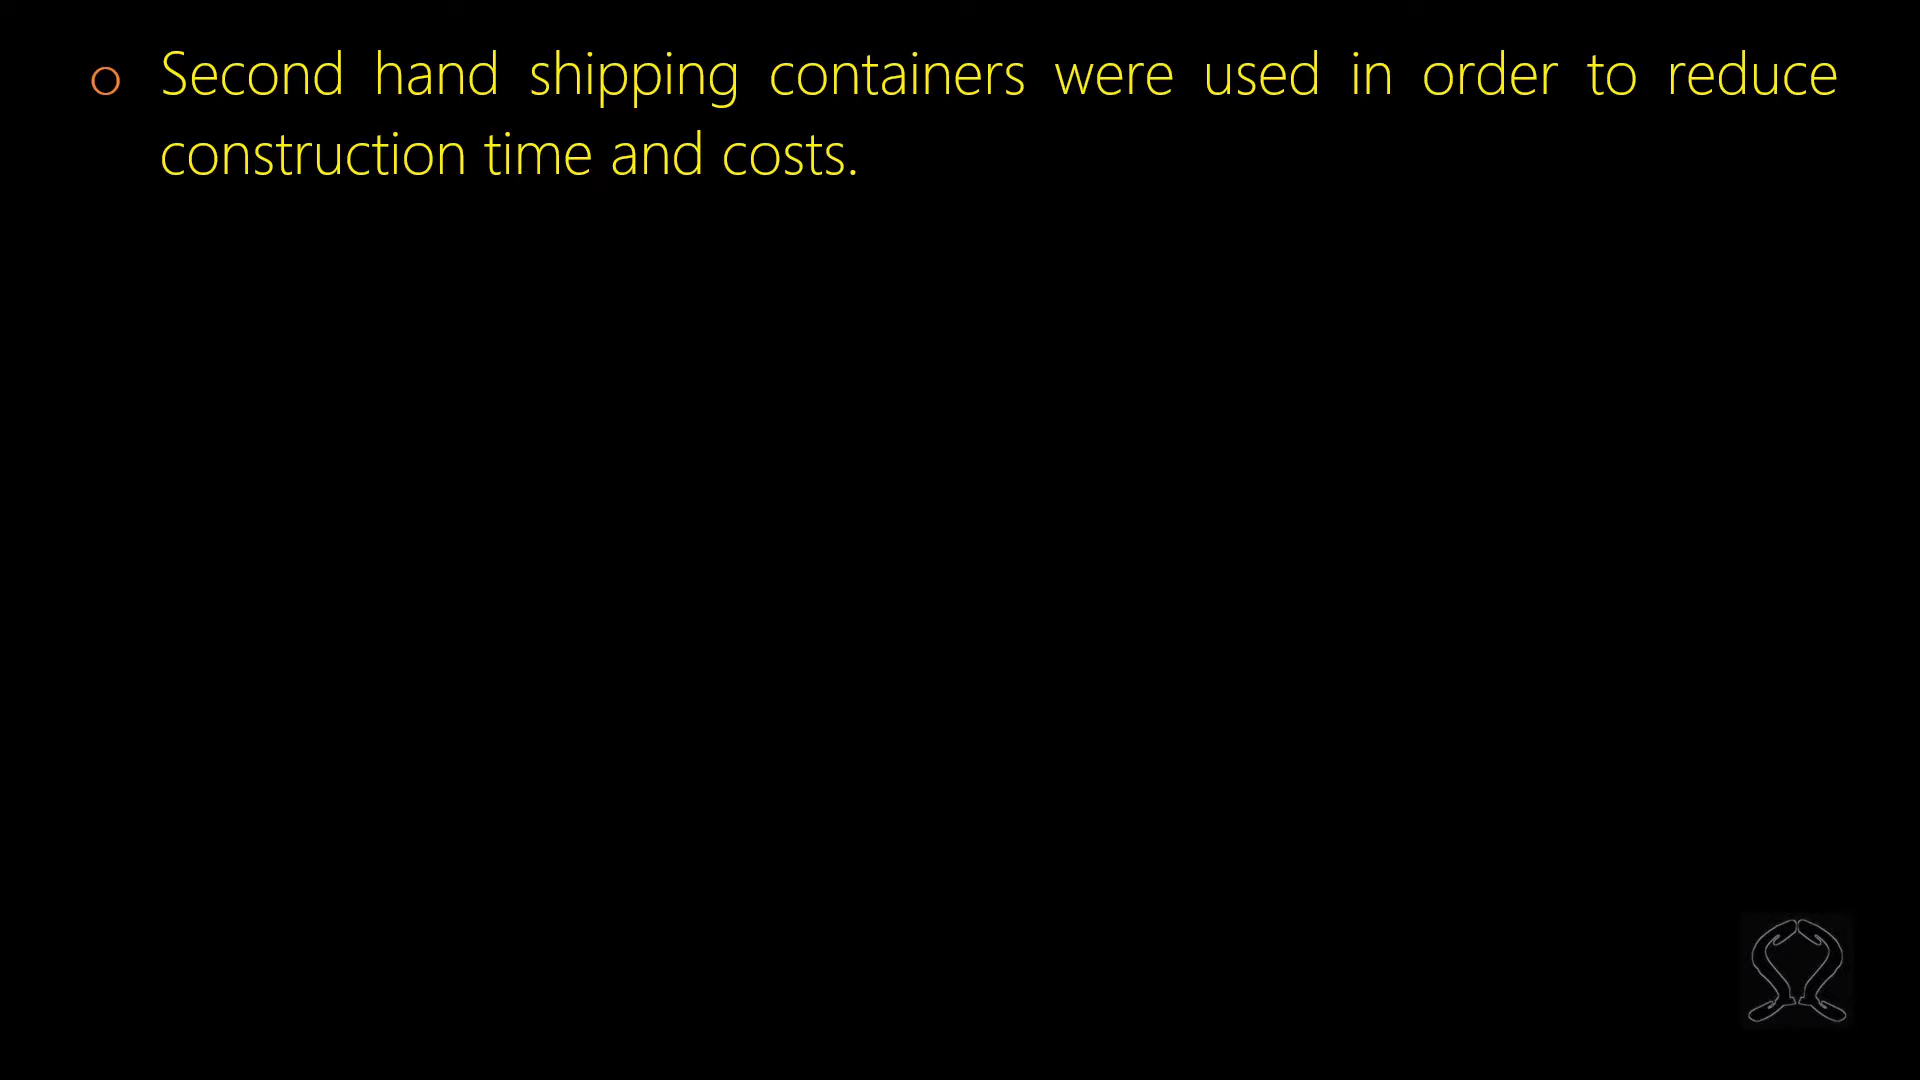 Second hand shipping containers were used in order to reduce
construction time and costs.